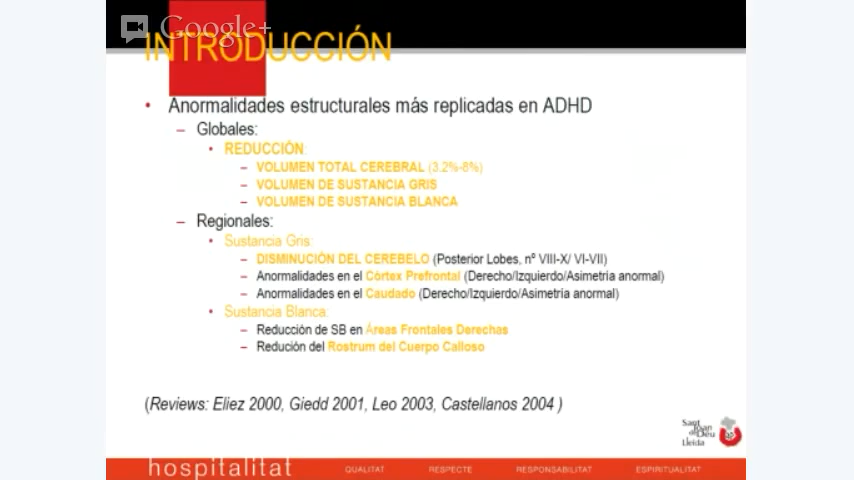 Google+
INTRODUCCIÓN
• Anormalidades estructurales más replicadas en ADHD
– Globales:
• REDUCCIÓN:
– VOLUMEN TOTAL CEREBRAL (3.2%-8%)
– VOLUMEN DE SUSTANCIA GRIS
– VOLUMEN DE SUSTANCIA BLANCA
– Regionales:
• Sustancia Gris:
– DISMINUCIÓN DEL CEREBELO (Posterior Lobes, nº VIII-X/ VI-VII)
– Anormalidades en el Córtex Prefrontal (Derecho/Izquierdo/Asimetría anormal)
– Anormalidades en el Caudado (Derecho/Izquierdo/Asimetría anormal)
• Sustancia Blanca:
– Reducción de SB en Áreas Frontales Derechas
– Redución del Rostrum del Cuerpo Calloso
(Reviews: Eliez 2000, Giedd 2001, Leo 2003, Castellanos 2004 )
Sant
Joan
de Déu
Lleida
hospitalitat QUALITAT RESPECTE RESPONSABILITAT ESPIRITUALITAT